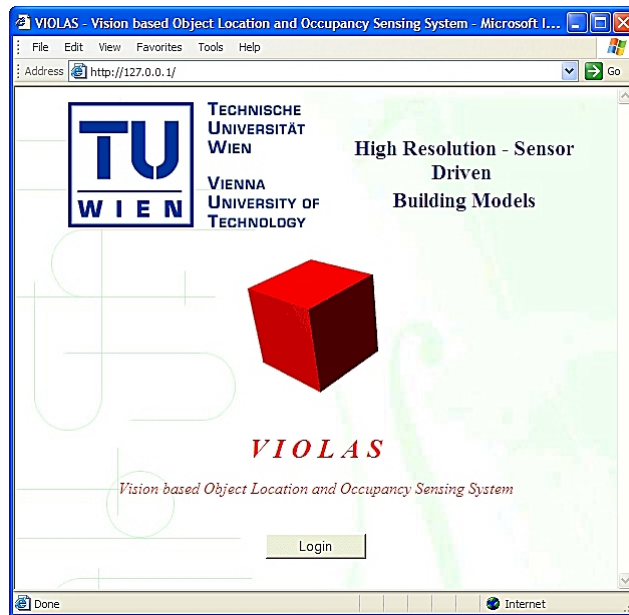 VIOLAS - Vision based Object Location and Occupancy Sensing System - Microsoft I...
File Edit View Favorites Tools Help
Address http://127.0.0.1/ Go
TU
WIEN
TECHNISCHE
UNIVERSITÄT
WIEN
VIENNA
UNIVERSITY OF
TECHNOLOGY
High Resolution - Sensor
Driven
Building Models
VIOLAS
Vision based Object Location and Occupancy Sensing System
Login
Done Internet